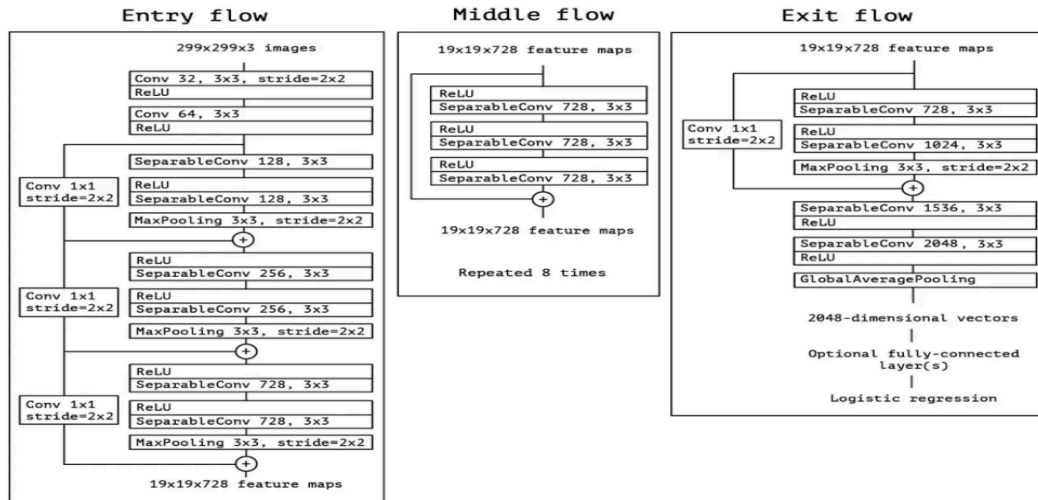 Entry flow
299x299x3 images
Conv 32, 3x3, stride=2x2
ReLU
Conv 64, 3x3
ReLU
SeparableConv 128, 3x3
ReLU
SeparableConv 128, 3x3
MaxPooling 3x3, stride=2x2
Conv 1x1
stride=2x2
ReLU
SeparableConv 256, 3x3
ReLU
SeparableConv 256, 3x3
MaxPooling 3x3, stride=2x2
Conv 1x1
stride=2x2
ReLU
SeparableConv 728, 3x3
ReLU
SeparableConv 728, 3x3
MaxPooling 3x3, stride=2x2
Conv 1x1
stride=2x2
19x19x728 feature maps
Middle flow
19x19x728 feature maps
ReLU
SeparableConv 728, 3x3
ReLU
SeparableConv 728, 3x3
ReLU
SeparableConv 728, 3x3
19x19x728 feature maps
Repeated 8 times
Exit flow
19x19x728 feature maps
ReLU
SeparableConv 728, 3x3
ReLU
SeparableConv 1024, 3x3
MaxPooling 3x3, stride=2x2
Conv 1x1
stride=2x2
SeparableConv 1536, 3x3
ReLU
SeparableConv 2048, 3x3
ReLU
GlobalAveragePooling
2048-dimensional vectors
Optional fully-connected
layer(s)
Logistic regression